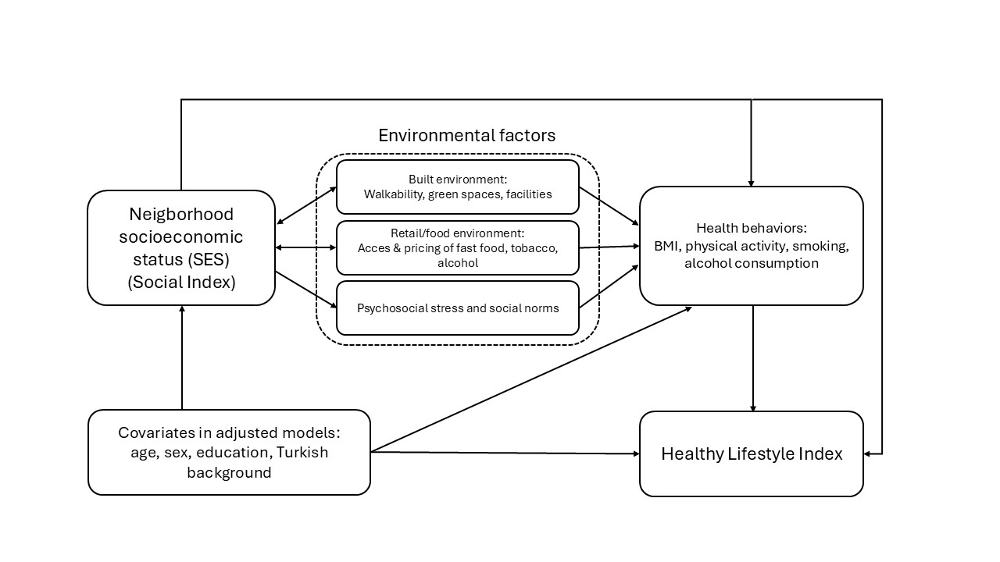 Environmental factors
Built environment:
Walkability, green spaces, facilities
Neigborhood
socioeconomic
status (SES)
(Social Index)
Retail/food environment:
Acces & pricing of fast food, tobacco,
alcohol
Psychosocial stress and social norms
Health behaviors:
BMI, physical activity, smoking,
alcohol consumption
Covariates in adjusted models:
age, sex, education, Turkish
background
Healthy Lifestyle Index